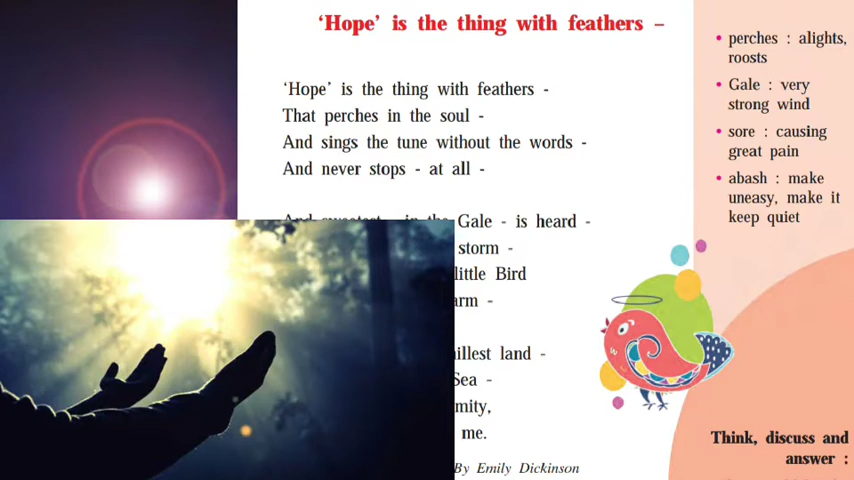 ‘Hope’ is the thing with feathers –
‘Hope’ is the thing with feathers -
That perches in the soul -
And sings the tune without the words -
And never stops - at all -
And sweetest - in the Gale - is heard -
storm -
little Bird
arm -
illest land -
Sea -
mity,
me.
By Emily Dickinson
• perches : alights,
roosts
• Gale : very
strong wind
• sore : causing
great pain
• abash : make
uneasy, make it
keep quiet
Think, discuss and
answer :